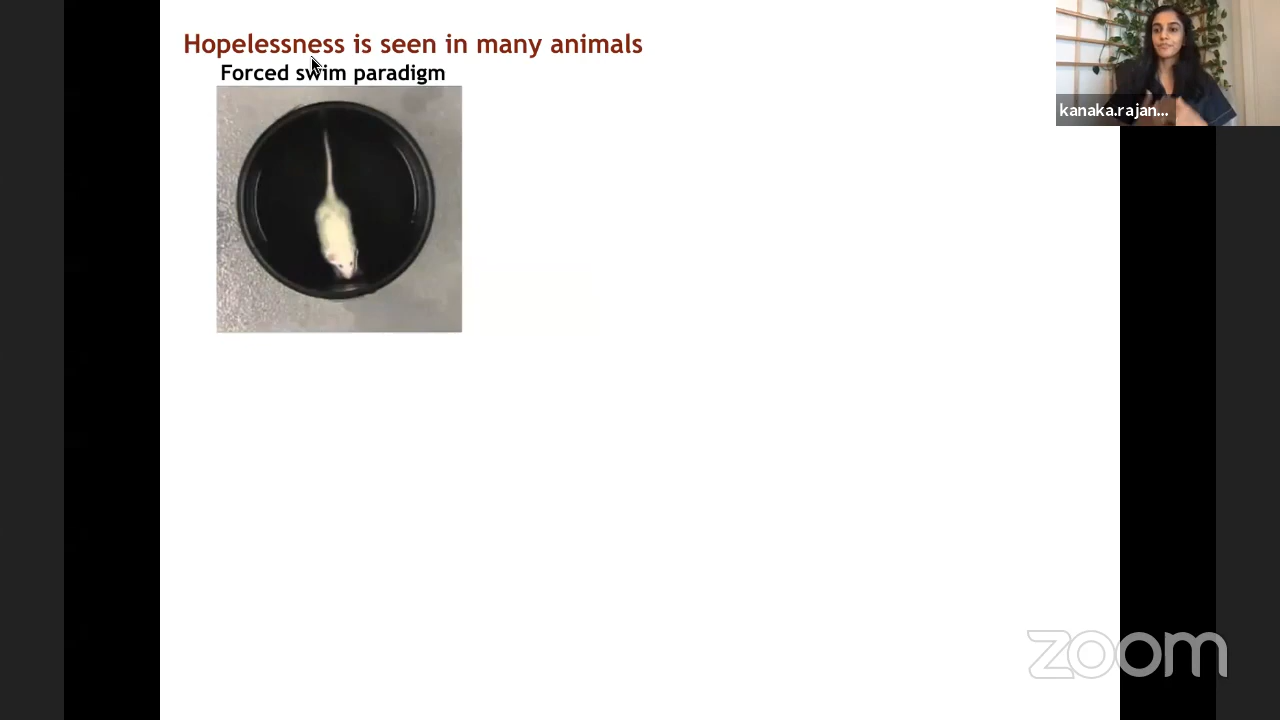 Hopelessness is seen in many animals
Forced swim paradigm
kanaka.rajan...
zoom